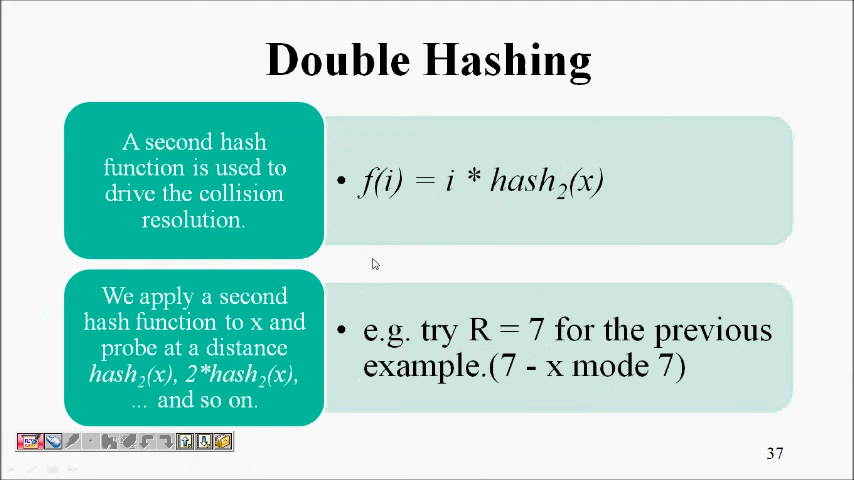 Double Hashing
A second hash
function is used to
drive the collision
resolution.
• f(i) = i * hash2(x)
We apply a second
hash function to x and
probe at a distance
hash2(x), 2*hash2(x),
... and so on.
• e.g. try R = 7 for the previous
example.(7 - x mode 7)
37